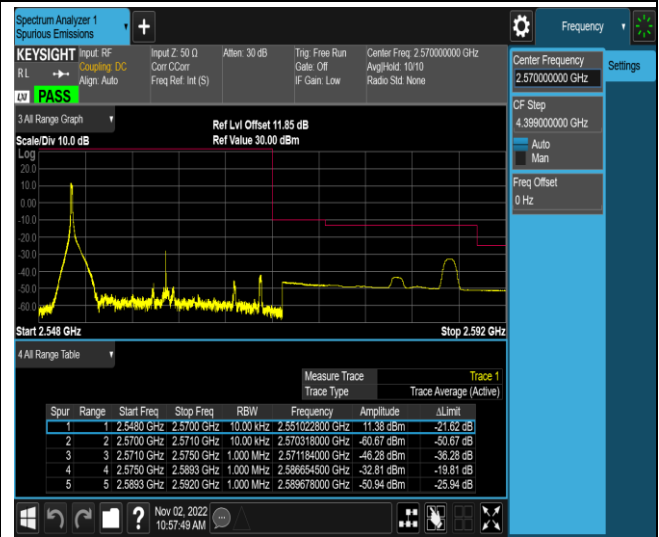 Spectrum Analyzer 1
Spurious Emissions
+
Frequency
KEYSIGHT
Input: RF
Input Z: 50 Ω
Atten: 30 dB
Trig: Free Run
Center Freq: 2.570000000 GHz
RL
Coupling: DC
Corr CCorr
Gate: Off
Avg|Hold: 10/10
Align: Auto
Freq Ref: Int (S)
IF Gain: Low
Radio Std: None
LXI
PASS
Center Frequency
2.570000000 GHz
Settings
CF Step
4.399000000 GHz
Auto
Man
Freq Offset
0 Hz
3 All Range Graph
Ref Lvl Offset 11.85 dB
Scale/Div 10.0 dB
Ref Value 30.00 dBm
Log
20.0
10.0
0.00
-10.0
-20.0
-30.0
-40.0
-50.0
-60.0
Start 2.548 GHz
Stop 2.592 GHz
4 All Range Table
Measure Trace Trace 1
Trace Type Trace Average (Active)
Spur Range Start Freq Stop Freq RBW Frequency Amplitude ΔLimit
1 1 2.5480 GHz 2.5700 GHz 10.00 kHz 2.551022800 GHz 11.38 dBm -21.62 dB
2 2 2.5700 GHz 2.5710 GHz 10.00 kHz 2.570318000 GHz -60.67 dBm -50.67 dB
3 3 2.5710 GHz 2.5750 GHz 1.000 MHz 2.571184000 GHz -46.28 dBm -36.28 dB
4 4 2.5750 GHz 2.5893 GHz 1.000 MHz 2.586654500 GHz -32.81 dBm -19.81 dB
5 5 2.5893 GHz 2.5920 GHz 1.000 MHz 2.589678000 GHz -50.94 dBm -25.94 dB
?
Nov 02, 2022
10:57:49 AM